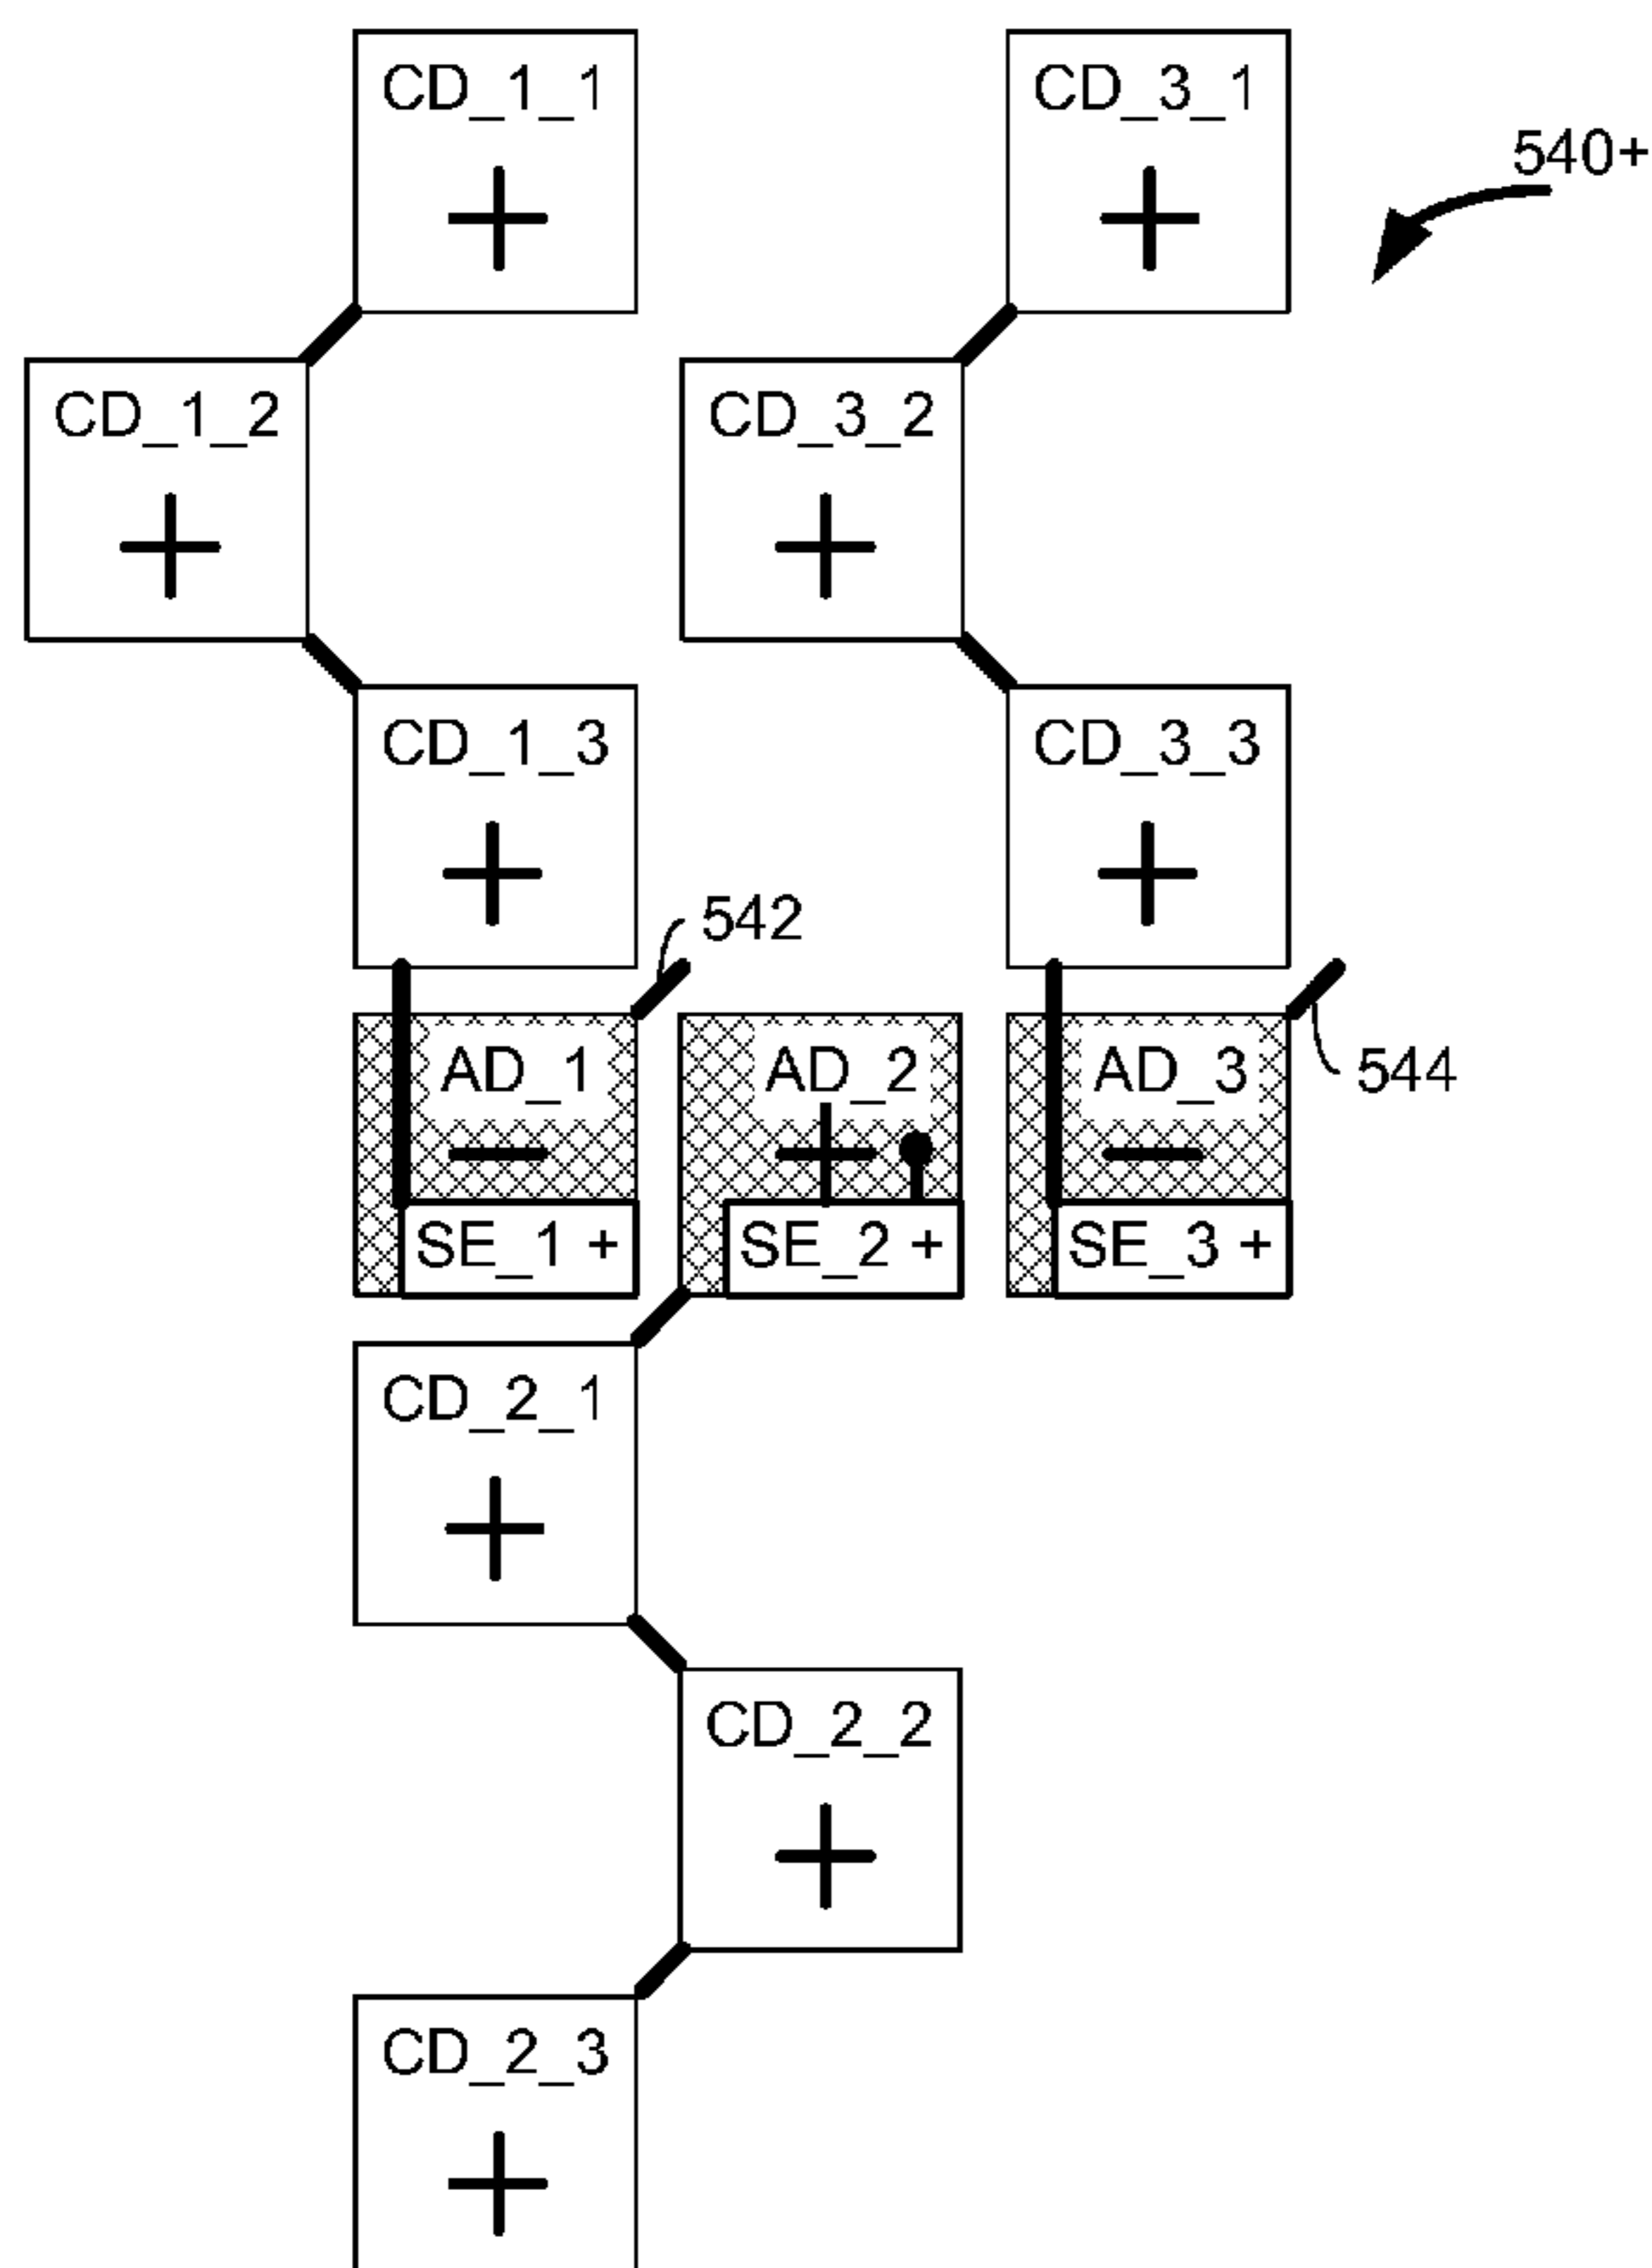 CD_1_1 CD_3_1
540+
+ +
CD_1_2 CD_3_2
+ +
CD_1_3 CD_3_3
+ +
542
AD_1 AD_2 AD_3
544
− + −
SE_1 + SE_2 + SE_3 +
CD_2_1
+
CD_2_2
+
CD_2_3
+